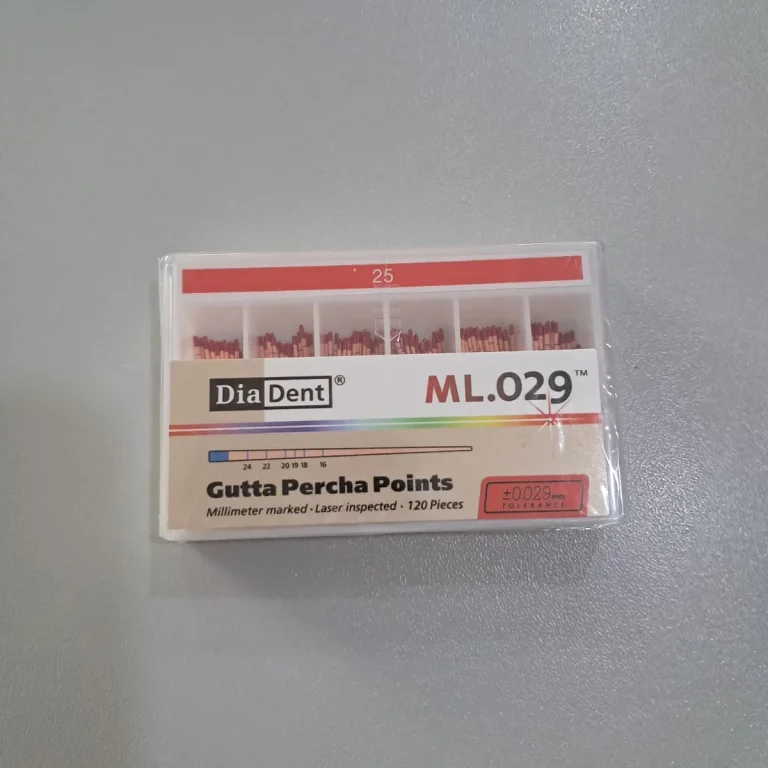 25
DiaDent®
ML.029™
24 22 20 19 18 16
Gutta Percha Points
Millimeter marked · Laser inspected · 120 Pieces
±0.029mm
TOLERANCE